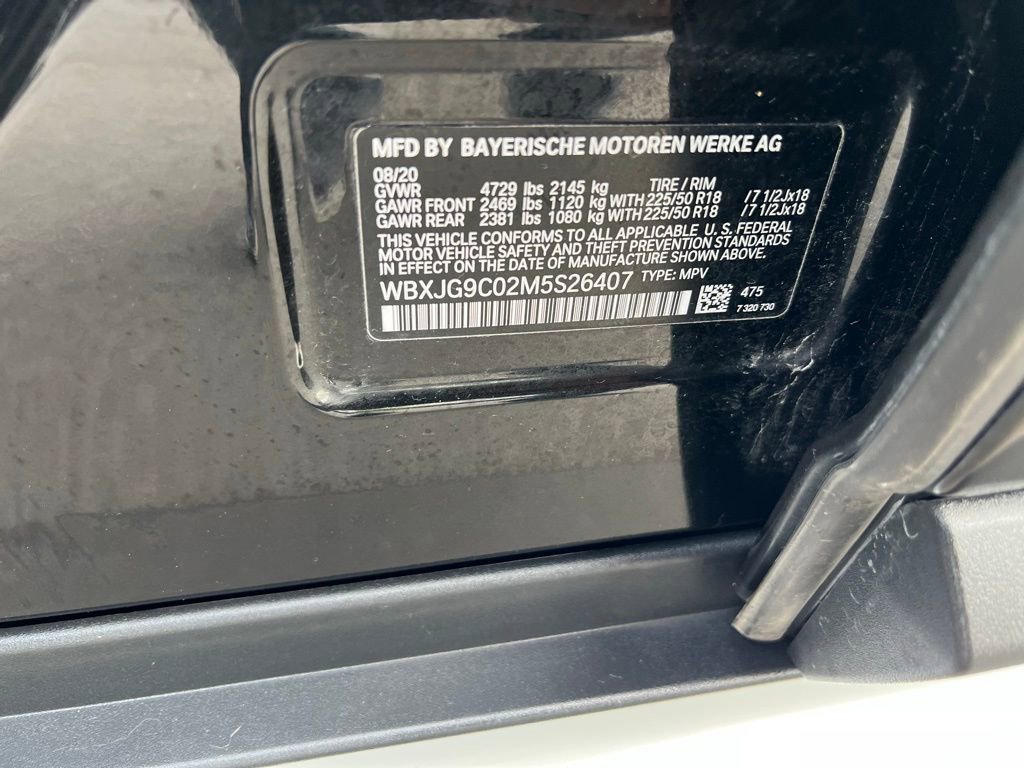 MFD BY BAYERISCHE MOTOREN WERKE AG
08/20 TIRE / RIM
GVWR 4729 lbs 2145 kg
GAWR FRONT 2469 lbs 1120 kg WITH 225/50 R18 /7 1/2Jx18
GAWR REAR 2381 lbs 1080 kg WITH 225/50 R18 /7 1/2Jx18
THIS VEHICLE CONFORMS TO ALL APPLICABLE U. S. FEDERAL
MOTOR VEHICLE SAFETY AND THEFT PREVENTION STANDARDS
IN EFFECT ON THE DATE OF MANUFACTURE SHOWN ABOVE.
WBXJG9C02M5S26407 TYPE: MPV
475
7 320 730